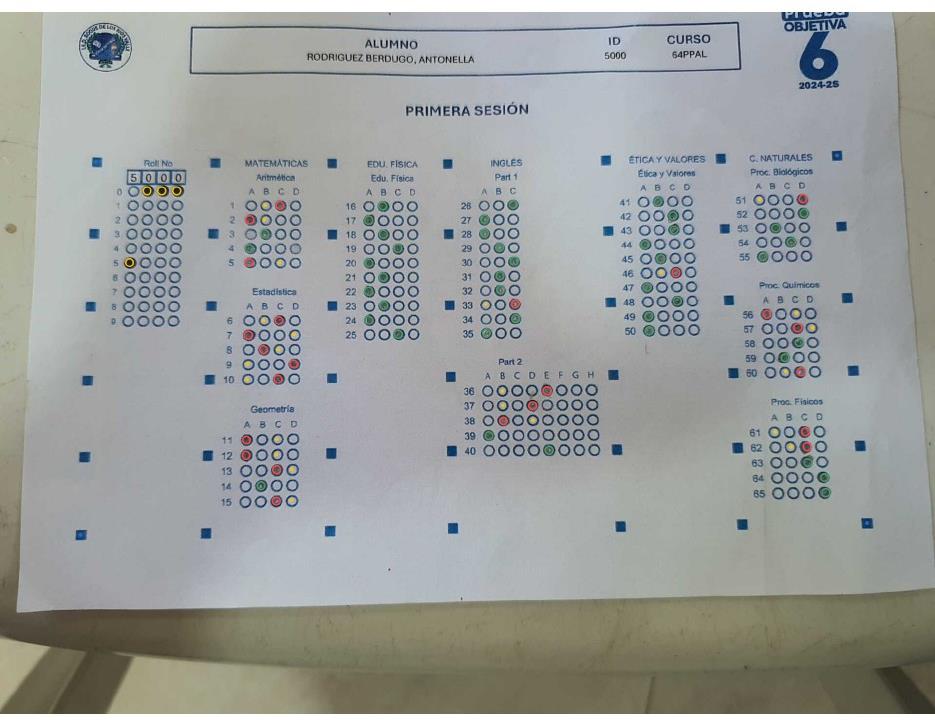 Prueba
OBJETIVA
6
2024-2S
ALUMNO ID CURSO
RODRIGUEZ BERDUGO, ANTONELLA 5000 64PPAL
PRIMERA SESIÓN
Roll No
5 0 0 0
0
1
2
3
4
5
6
7
8
9
MATEMÁTICAS
Aritmética
A B C D
1
2
3
4
5
Estadística
A B C D
6
7
8
9
10
Geometría
A B C D
11
12
13
14
15
EDU. FÍSICA
Edu. Física
A B C D
16
17
18
19
20
21
22
23
24
25
INGLÉS
Part 1
A B C
26
27
28
29
30
31
32
33
34
35
Part 2
A B C D E F G H
36
37
38
39
40
ÉTICA Y VALORES
Ética y Valores
A B C D
41
42
43
44
45
46
47
48
49
50
C. NATURALES
Proc. Biológicos
A B C D
51
52
53
54
55
Proc. Químicos
A B C D
56
57
58
59
60
Proc. Físicos
A B C D
61
62
63
64
65